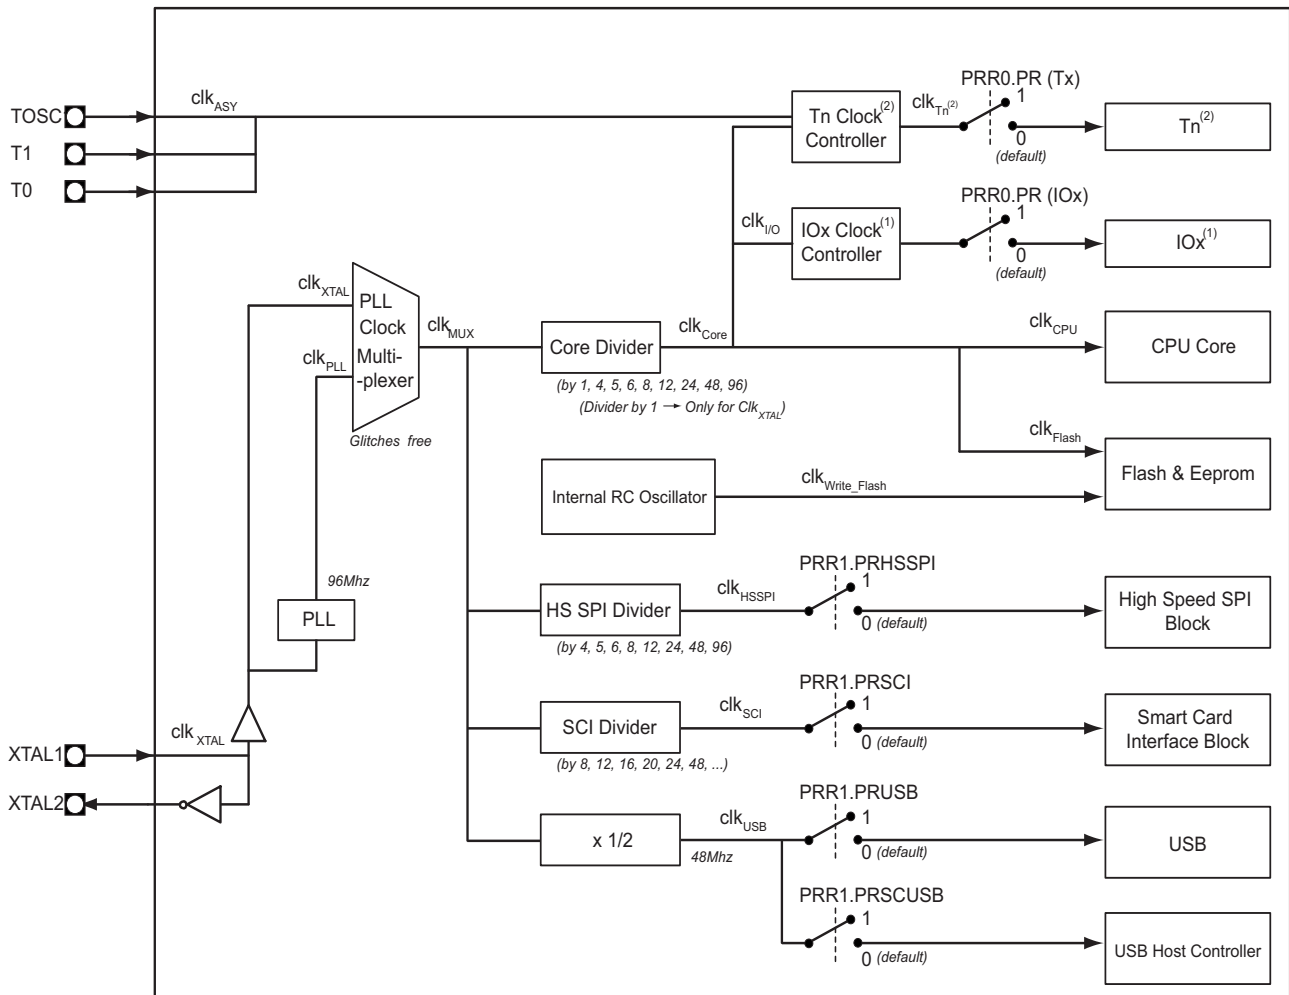 TOSC
T1
T0
clkASY
Tn Clock(2)
Controller
clkTn(2)
PRR0.PR (Tx)
1
0
(default)
Tn(2)
clkI/O
IOx Clock(1)
Controller
PRR0.PR (IOx)
1
0
(default)
IOx(1)
clkXTAL
PLL
Clock
Multi-
-plexer
clkPLL
Glitches free
clkMUX
Core Divider
(by 1, 4, 5, 6, 8, 12, 24, 48, 96)
(Divider by 1 → Only for ClkXTAL)
clkCore
clkCPU
CPU Core
clkFlash
Flash & Eeprom
Internal RC Oscillator
clkWrite_Flash
96Mhz
PLL
HS SPI Divider
(by 4, 5, 6, 8, 12, 24, 48, 96)
clkHSSPI
PRR1.PRHSSPI
1
0 (default)
High Speed SPI
Block
XTAL1
XTAL2
clkXTAL
SCI Divider
(by 8, 12, 16, 20, 24, 48, ...)
clkSCI
PRR1.PRSCI
1
0 (default)
Smart Card
Interface Block
x 1/2
clkUSB
48Mhz
PRR1.PRUSB
1
0 (default)
USB
PRR1.PRSCUSB
1
0 (default)
USB Host Controller